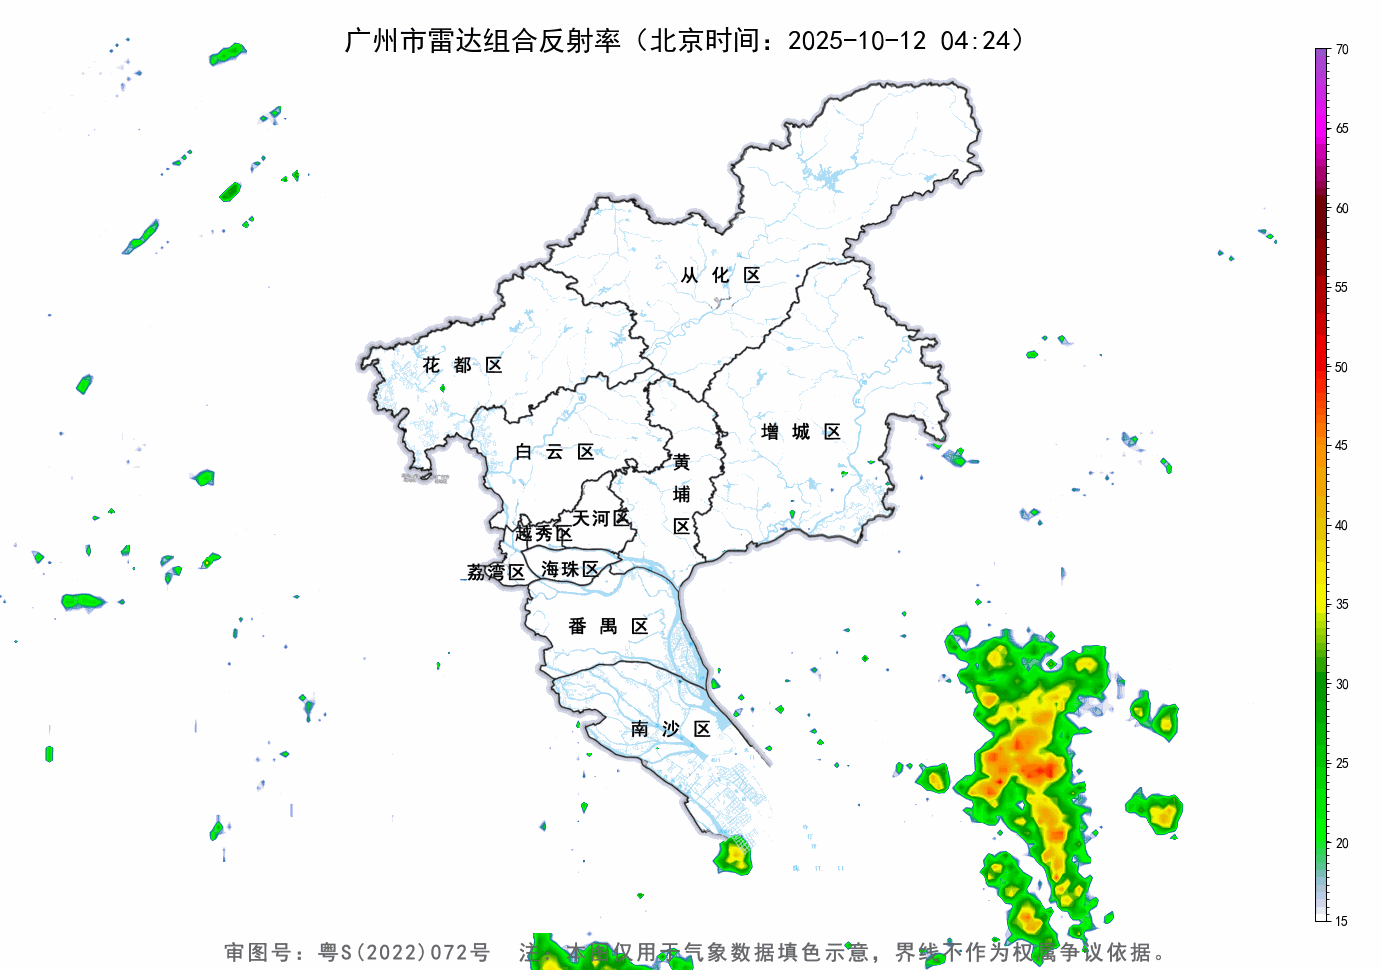 广州市雷达组合反射率（北京时间：2025-10-12 04:24）
70
65
60
55
50
45
40
35
30
25
20
15
从化区
花都区
增城区
白云区
黄埔区
天河区
越秀区
荔湾区
海珠区
番禺区
南沙区
审图号：粤S(2022)072号 注：本图仅用于气象数据填色示意，界线不作为权属争议依据。